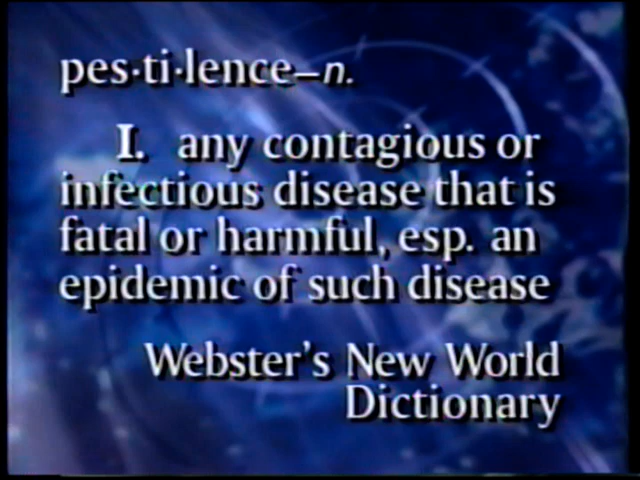 pes·ti·lence–n.
I. any contagious or
infectious disease that is
fatal or harmful, esp. an
epidemic of such disease
Webster's New World
Dictionary